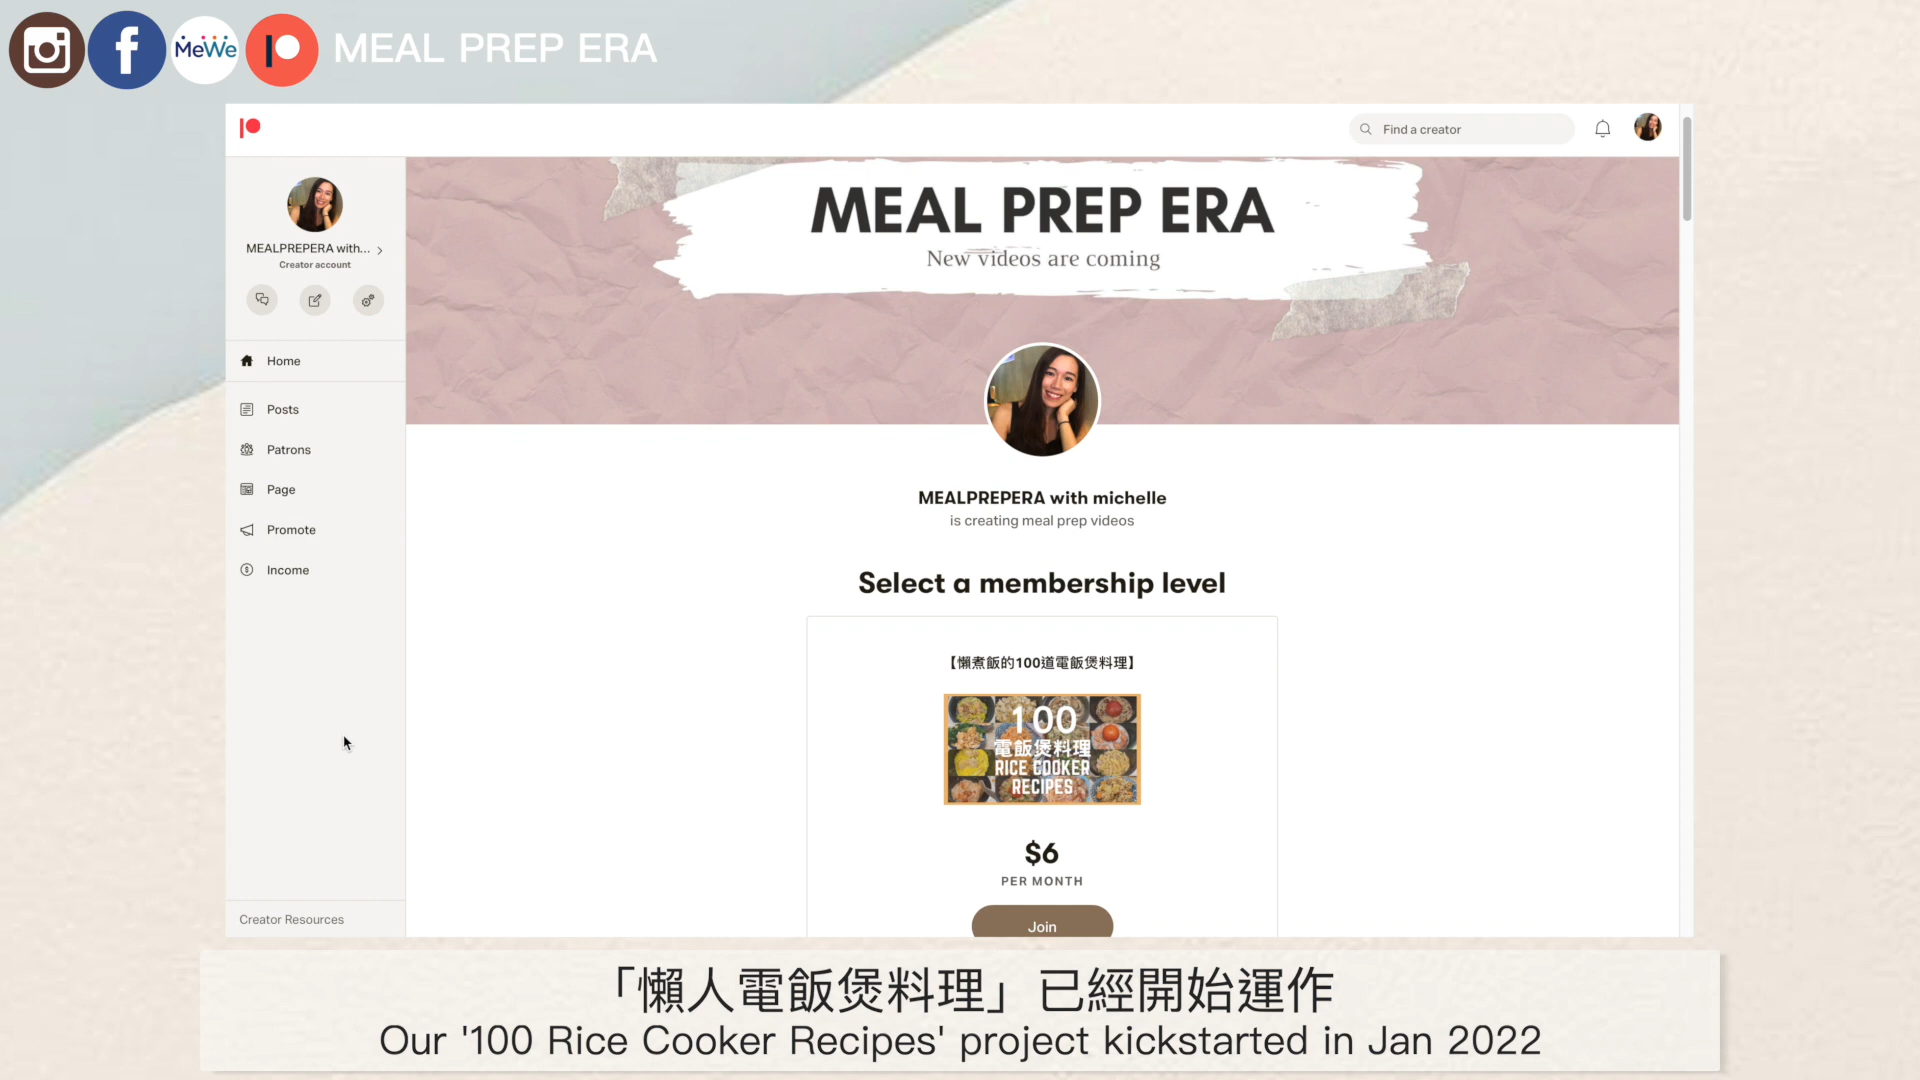 MeWe
MEAL PREP ERA
Find a creator
MEALPREPERA with...
Creator account
Home
Posts
Patrons
Page
Promote
Income
Creator Resources
MEAL PREP ERA
New videos are coming
MEALPREPERA with michelle
is creating meal prep videos
Select a membership level
【懶煮飯的100道電飯煲料理】
100
電飯煲料理
RICE COOKER
RECIPES
$6
PER MONTH
Join
「懶人電飯煲料理」已經開始運作
Our '100 Rice Cooker Recipes' project kickstarted in Jan 2022